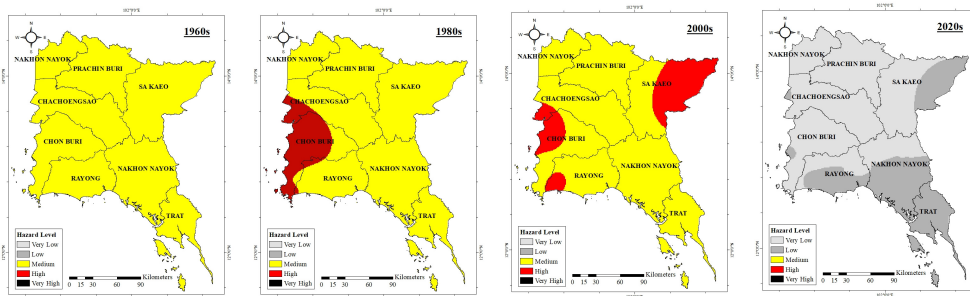 1960s
N
W E
S
NAKHON NAYOK
PRACHIN BURI
SA KAEO
CHACHOENGSAO
CHON BURI
NAKHON NAYOK
RAYONG
TRAT
Hazard Level
Very Low
Low
Medium
High
Very High
Kilometers
0 15 30 60 90
1980s
N
W E
S
NAKHON NAYOK
PRACHIN BURI
SA KAEO
CHACHOENGSAO
CHON BURI
NAKHON NAYOK
RAYONG
TRAT
Hazard Level
Very Low
Low
Medium
High
Very High
Kilometers
0 15 30 60 90
2000s
N
W E
S
NAKHON NAYOK
PRACHIN BURI
SA KAEO
CHACHOENGSAO
CHON BURI
NAKHON NAYOK
RAYONG
TRAT
Hazard Level
Very Low
Low
Medium
High
Very High
Kilometers
0 15 30 60 90
2020s
N
W E
S
NAKHON NAYOK
PRACHIN BURI
SA KAEO
CHACHOENGSAO
CHON BURI
NAKHON NAYOK
RAYONG
TRAT
Hazard Level
Very Low
Low
Medium
High
Very High
Kilometers
0 15 30 60 90